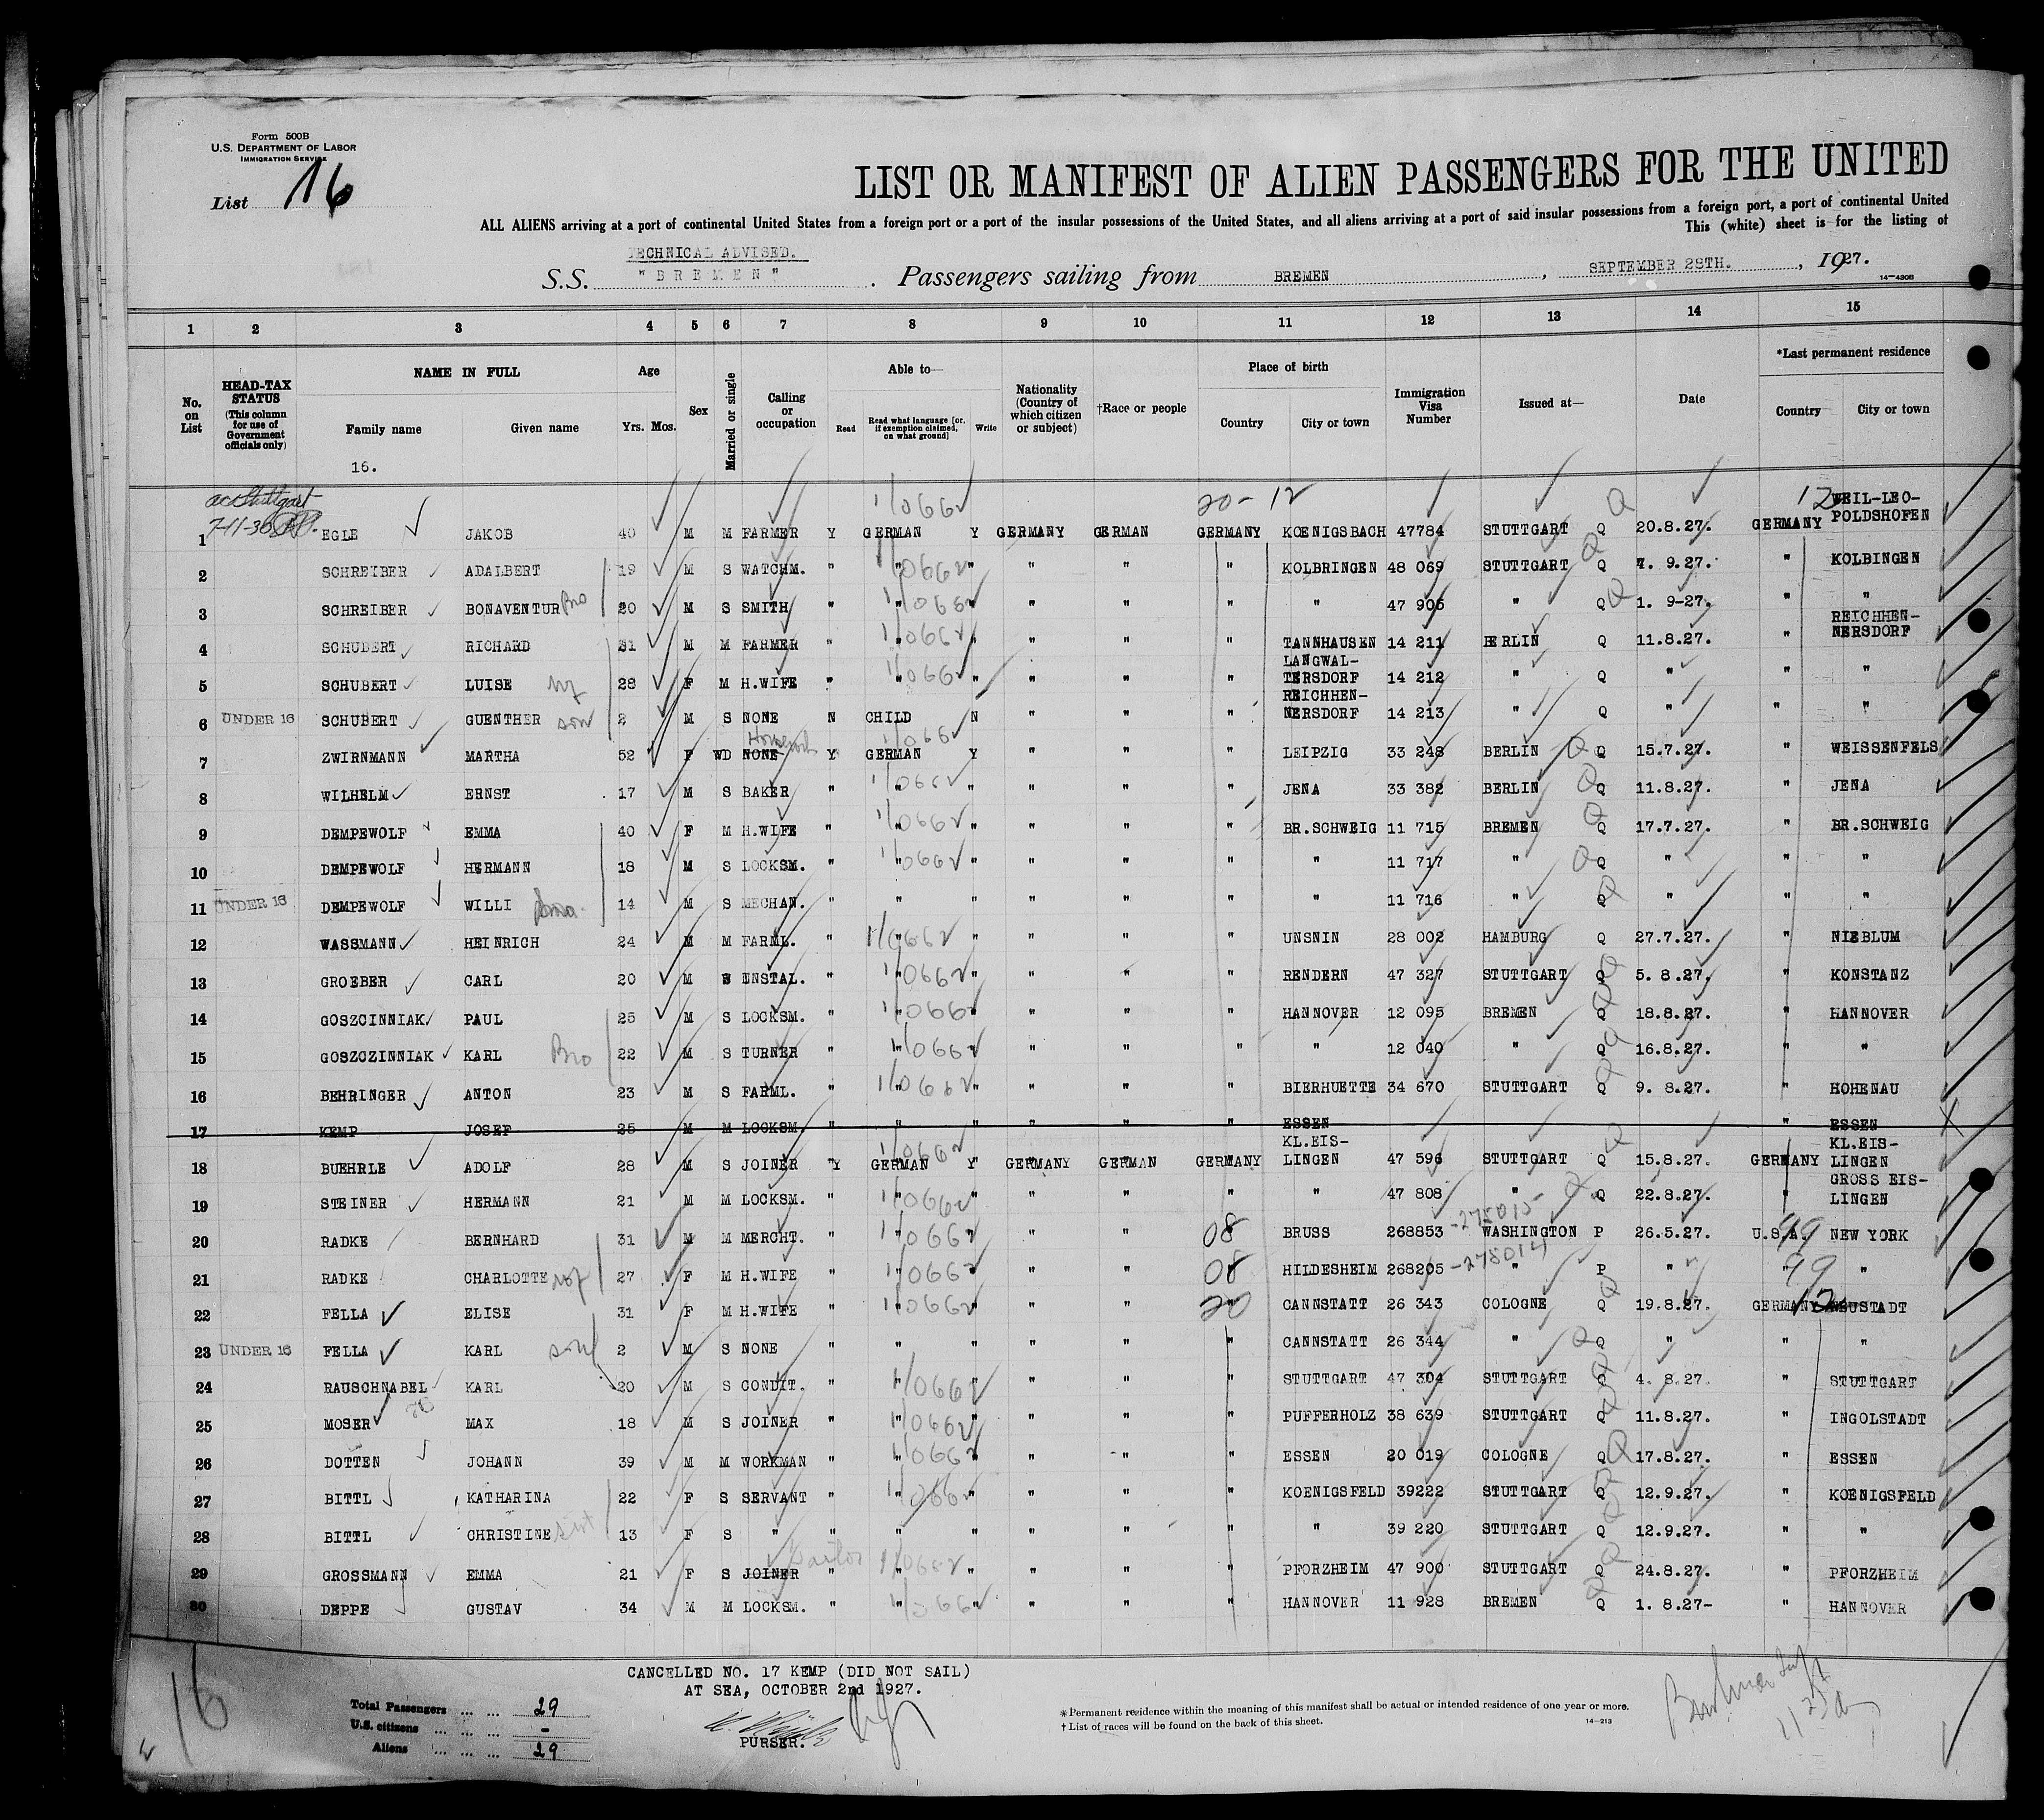 Form 500B
U.S. DEPARTMENT OF LABOR
IMMIGRATION SERVICE
List 16
LIST OR MANIFEST OF ALIEN PASSENGERS FOR THE UNITED
ALL ALIENS arriving at a port of continental United States from a foreign port or a port of the insular possessions of the United States, and all aliens arriving at a port of said insular possessions from a foreign port, a port of continental United
This (white) sheet is for the listing of
TECHNICAL ADVISED.
S.S. "BREMEN" . Passengers sailing from BREMEN , SEPTEMBER 28TH. , 1927.
14—430B
1 2 3 4 5 6 7 8 9 10 11 12 13 14 15
No. on List
HEAD-TAX STATUS (This column for use of Government officials only)
NAME IN FULL
Family name Given name
16.
Age
Yrs. Mos.
Sex
Married or single
Calling or occupation
Able to—
Read Read what language [or, if exemption claimed, on what ground] Write
Nationality (Country of which citizen or subject)
†Race or people
Place of birth
Country City or town
Immigration Visa Number
Issued at—
Date
*Last permanent residence
Country City or town
7-11-30
20-12 12
1 EGLE JAKOB 40 M M FARMER Y GERMAN Y GERMANY GERMAN GERMANY KOENIGSBACH 47784 STUTTGART Q 20.8.27. GERMANY WEIL-LEO-POLDSHOFEN
2 SCHREIBER ADALBERT 19 M S WATCHM. " " " " " " KOLBRINGEN 48 069 STUTTGART Q 7. 9.27. " KOLBINGEN
3 SCHREIBER BONAVENTUR Bro 20 M S SMITH " " " " " " " 47 906 " Q 1. 9-27. " "
4 SCHUBERT RICHARD 31 M M FARMER " " " " " " TANNHAUSEN 14 211 BERLIN Q 11.8.27. " REICHHEN-NERSDORF
5 SCHUBERT LUISE wf 28 F M H.WIFE " " " " " " LANGWAL-TERSDORF 14 212 " Q " " "
6 UNDER 16 SCHUBERT GUENTHER son 2 M S NONE N CHILD N " " " REICHHEN-NERSDORF 14 213 " Q " " "
7 ZWIRNMANN MARTHA 52 F WD NONE Y GERMAN Y " " " LEIPZIG 33 248 BERLIN Q 15.7.27. " WEISSENFELS
8 WILHELM ERNST 17 M S BAKER " " " " " " JENA 33 382 BERLIN Q 11.8.27. " JENA
9 DEMPEWOLF EMMA 40 F M H.WIFE " " " " " " BR.SCHWEIG 11 715 BREMEN Q 17.7.27. " BR.SCHWEIG
10 DEMPEWOLF HERMANN 18 M S LOCKSM. " " " " " " " 11 717 " Q " " "
11 UNDER 16 DEMPEWOLF WILLI 14 M S MECHAN. " " " " " " " 11 716 " Q " " "
12 WASSMANN HEINRICH 24 M M FARML. " " " " " " UNSNIN 28 002 HAMBURG Q 27.7.27. " NIEBLUM
13 GROEBER CARL 20 M S INSTAL. " " " " " " RENDERN 47 327 STUTTGART Q 5. 8.27. " KONSTANZ
14 GOSZCINNIAK PAUL 25 M S LOCKSM. " " " " " " HANNOVER 12 095 BREMEN Q 18.8.27. " HANNOVER
15 GOSZCZINNIAK KARL Bro 22 M S TURNER " " " " " " " 12 040 " Q 16.8.27. " "
16 BEHRINGER ANTON 23 M S FARML. " " " " " " BIERHUETTE 34 670 STUTTGART Q 9. 8.27. " HOHENAU
17 KEMP JOSEF 25 M M LOCKSM. " " " " " " ESSEN " ESSEN
18 BUEHRLE ADOLF 28 M S JOINER Y GERMAN Y GERMANY GERMAN GERMANY KL.EIS-LINGEN 47 596 STUTTGART Q 15.8.27. GERMANY KL.EIS-LINGEN
19 STEINER HERMANN 21 M M LOCKSM. " " " " " " " 47 808 " Q 22.8.27. " GROSS EIS-LINGEN
20 RADKE BERNHARD 31 M M MERCHT. " " " " " 08 BRUSS 268853 -275015 WASHINGTON P 26.5.27. U.S.A. 99 NEW YORK
21 RADKE CHARLOTTE wf 27 F M H.WIFE " " " " " 08 HILDESHEIM 268205 -275014 " P " " 99 "
22 FELLA ELISE 31 F M H.WIFE " " " " " 20 CANNSTATT 26 343 COLOGNE Q 19.8.27. GERMANY 12 NEUSTADT
23 UNDER 16 FELLA KARL son 2 M S NONE " " " " " " CANNSTATT 26 344 " Q " " "
24 RAUSCHNABEL KARL 20 M S CONDIT. " " " " " " STUTTGART 47 304 STUTTGART Q 4. 8.27. " STUTTGART
25 MOSER MAX 18 M S JOINER " " " " " " PUFFERHOLZ 38 639 STUTTGART Q 11.8.27. " INGOLSTADT
26 DOTTEN JOHANN 39 M M WORKMAN " " " " " " ESSEN 20 019 COLOGNE Q 17.8.27. " ESSEN
27 BITTL KATHARINA 22 F S SERVANT " " " " " " KOENIGSFELD 39222 STUTTGART Q 12.9.27. " KOENIGSFELD
28 BITTL CHRISTINE sist 13 F S " " " " " " " " 39 220 STUTTGART Q 12.9.27. " "
29 GROSSMANN EMMA 21 F S JOINER " " " " " " PFORZHEIM 47 900 STUTTGART Q 24.8.27. " PFORZHEIM
30 DEPPE GUSTAV 34 M M LOCKSM. " " " " " " HANNOVER 11 928 BREMEN Q 1. 8.27- " HANNOVER
CANCELLED NO. 17 KEMP (DID NOT SAIL)
AT SEA, OCTOBER 2nd 1927.
PURSER.
16
Total Passengers ... ... 29
U.S. citizens ... ... ... -
Aliens ... ... ... ... 29
* Permanent residence within the meaning of this manifest shall be actual or intended residence of one year or more.
† List of races will be found on the back of this sheet.
14—213